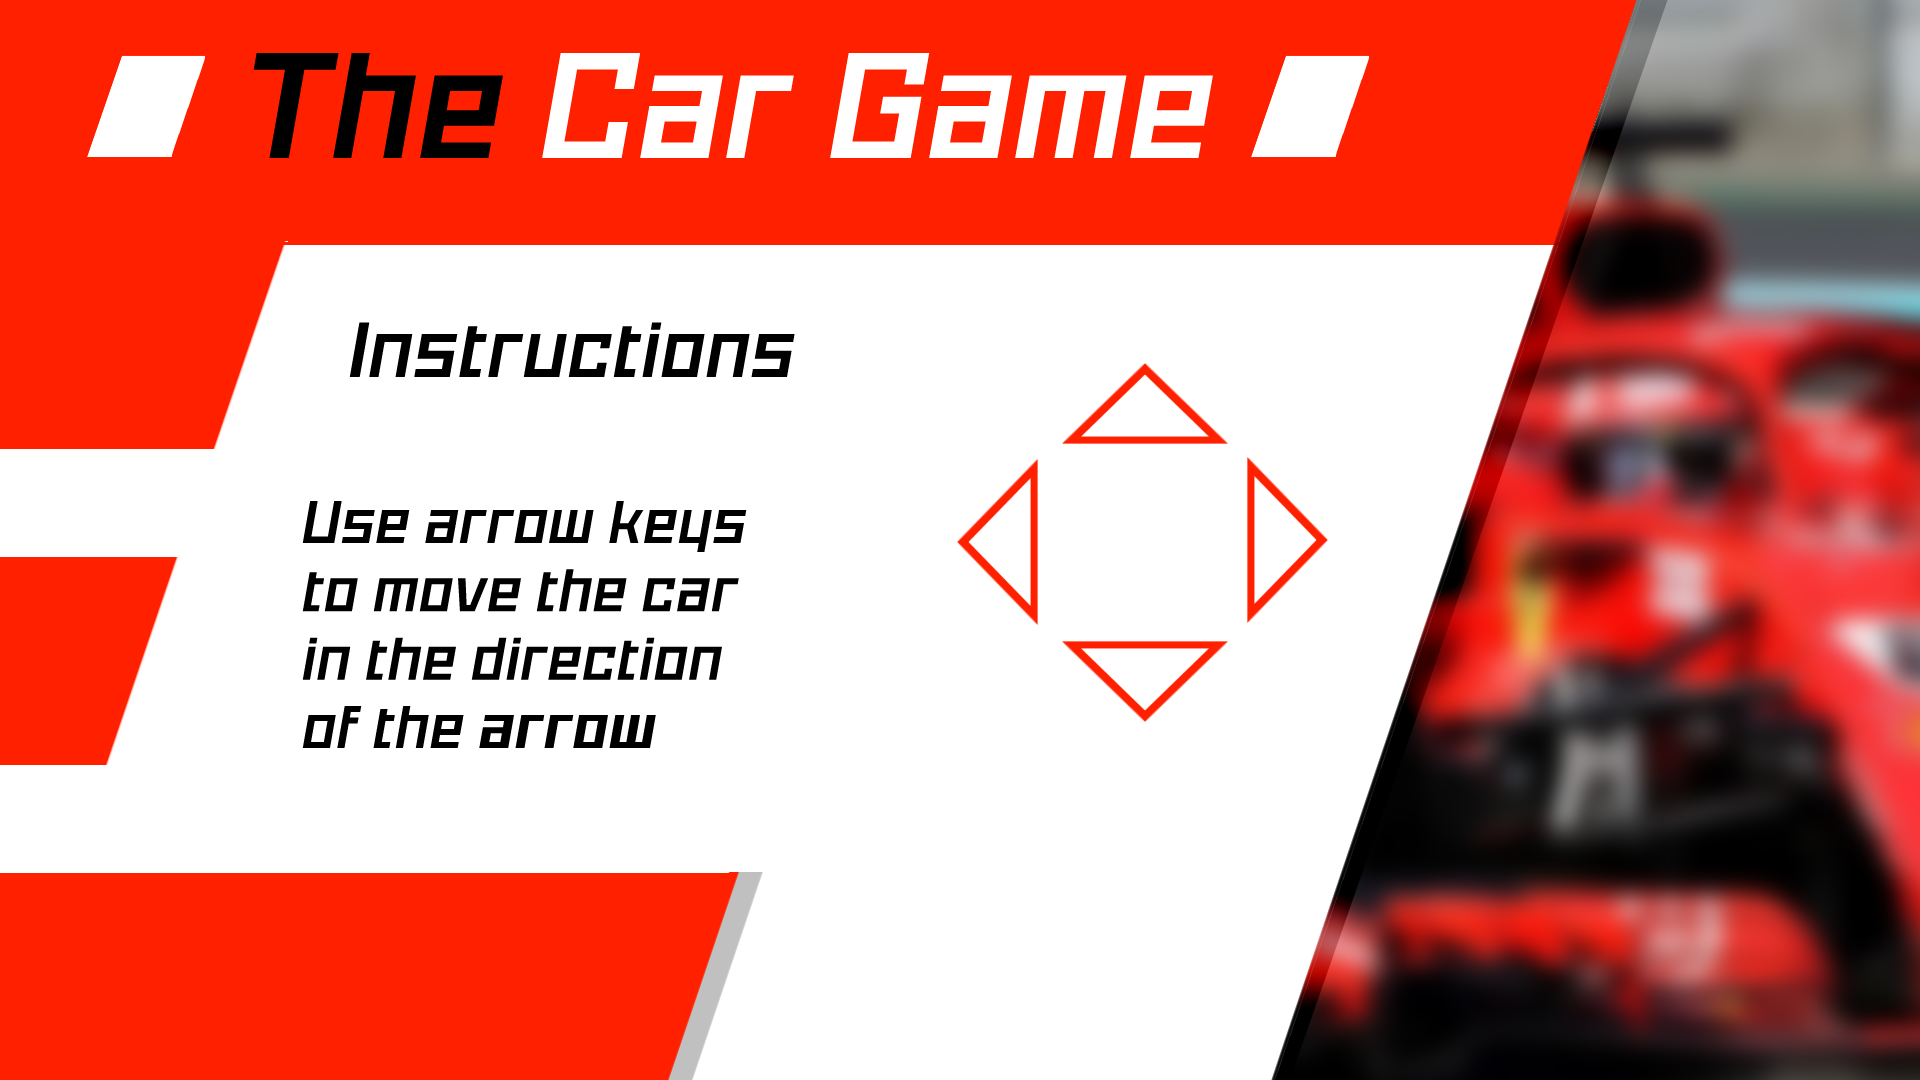 The Car Game
Instructions
Use arrow keys
to move the car
in the direction
of the arrow